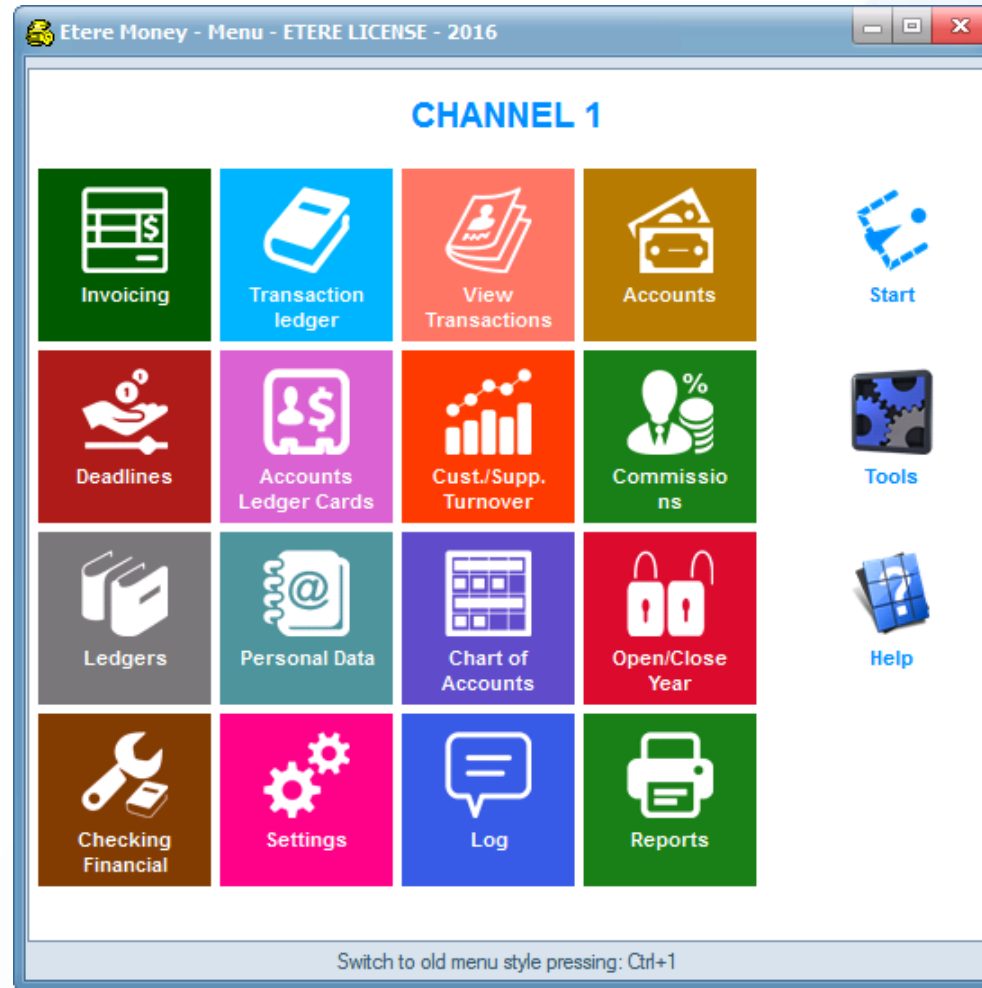 Etere Money - Menu - ETERE LICENSE - 2016
CHANNEL 1
Invoicing
Transaction
ledger
View
Transactions
Accounts
Start
Deadlines
Accounts
Ledger Cards
Cust./Supp.
Turnover
%
Commissio
ns
Tools
Ledgers
@
Personal Data
Chart of
Accounts
Open/Close
Year
?
Help
Checking
Financial
Settings
Log
Reports
Switch to old menu style pressing: Ctrl+1